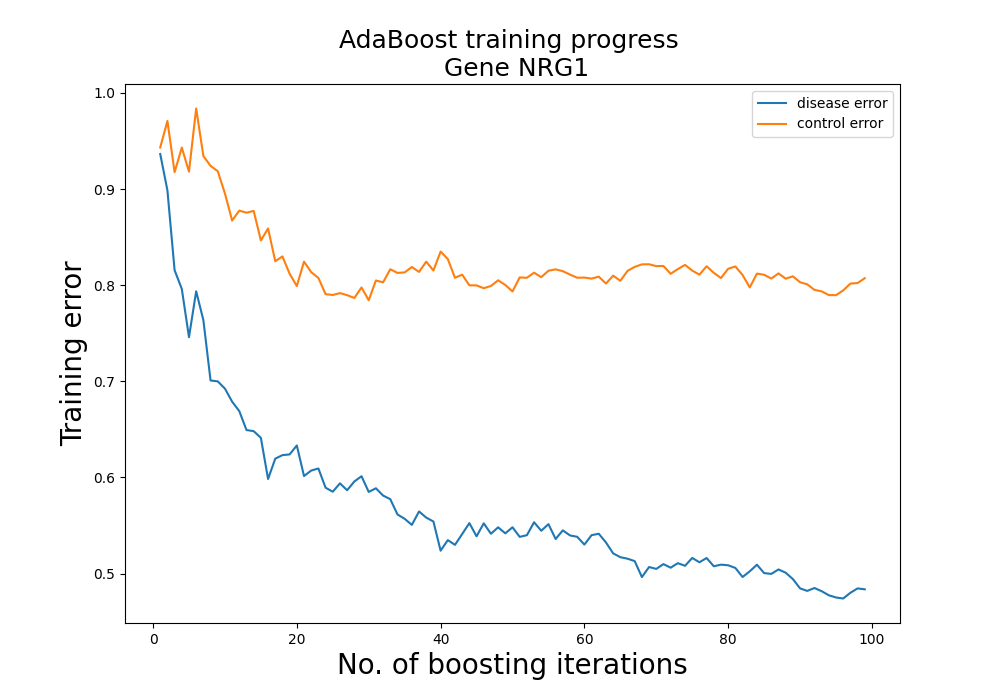 AdaBoost training progress
Gene NRG1
disease error
control error
Training error
1.0
0.9
0.8
0.7
0.6
0.5
0
20
40
60
80
100
No. of boosting iterations